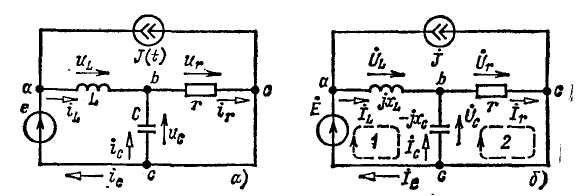 J(t)
u_L u_r
a b c
L r
i_L i_r
e C u_C
i_C
c
i_e а)
J̇
U̇_L U̇_r
a b c
jx_L r
Ė İ_L -jx_C U̇_C İ_r
1 İ_C 2
c
İ_e б)